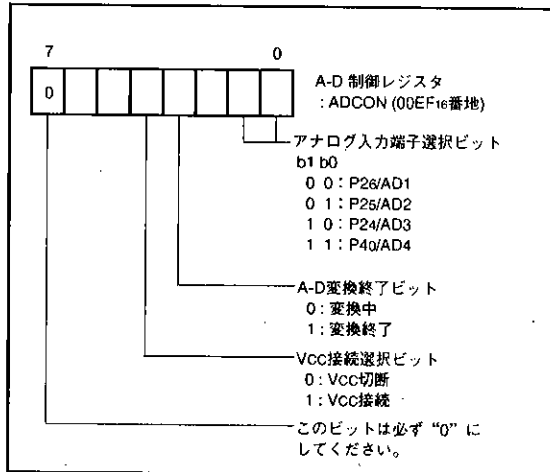 7 0
0
A-D 制御レジスタ
: ADCON (00EF16番地)
アナログ入力端子選択ビット
b1 b0
0 0 : P26/AD1
0 1 : P25/AD2
1 0 : P24/AD3
1 1 : P40/AD4
A-D変換終了ビット
0 : 変換中
1 : 変換終了
VCC接続選択ビット
0 : VCC切断
1 : VCC接続
このビットは必ず “0” に
してください。